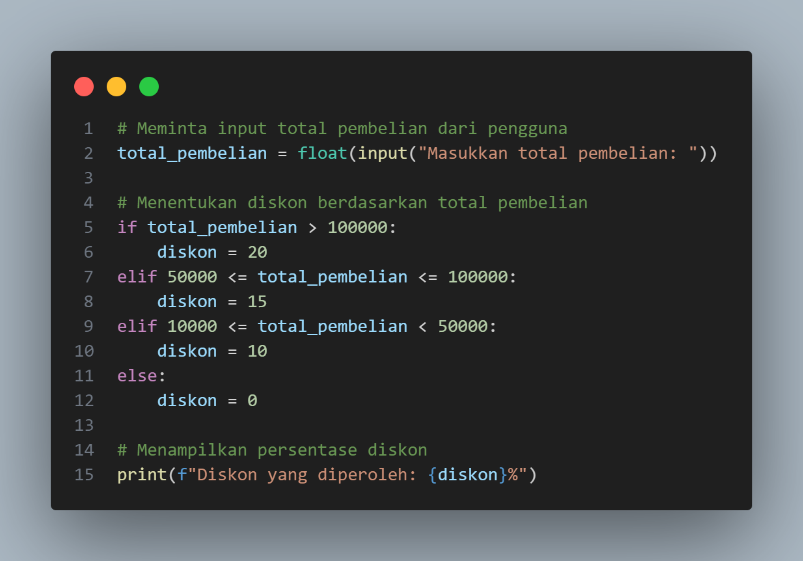 1 # Meminta input total pembelian dari pengguna
2 total_pembelian = float(input("Masukkan total pembelian: "))
3
4 # Menentukan diskon berdasarkan total pembelian
5 if total_pembelian > 100000:
6     diskon = 20
7 elif 50000 <= total_pembelian <= 100000:
8     diskon = 15
9 elif 10000 <= total_pembelian < 50000:
10     diskon = 10
11 else:
12     diskon = 0
13
14 # Menampilkan persentase diskon
15 print(f"Diskon yang diperoleh: {diskon}%")